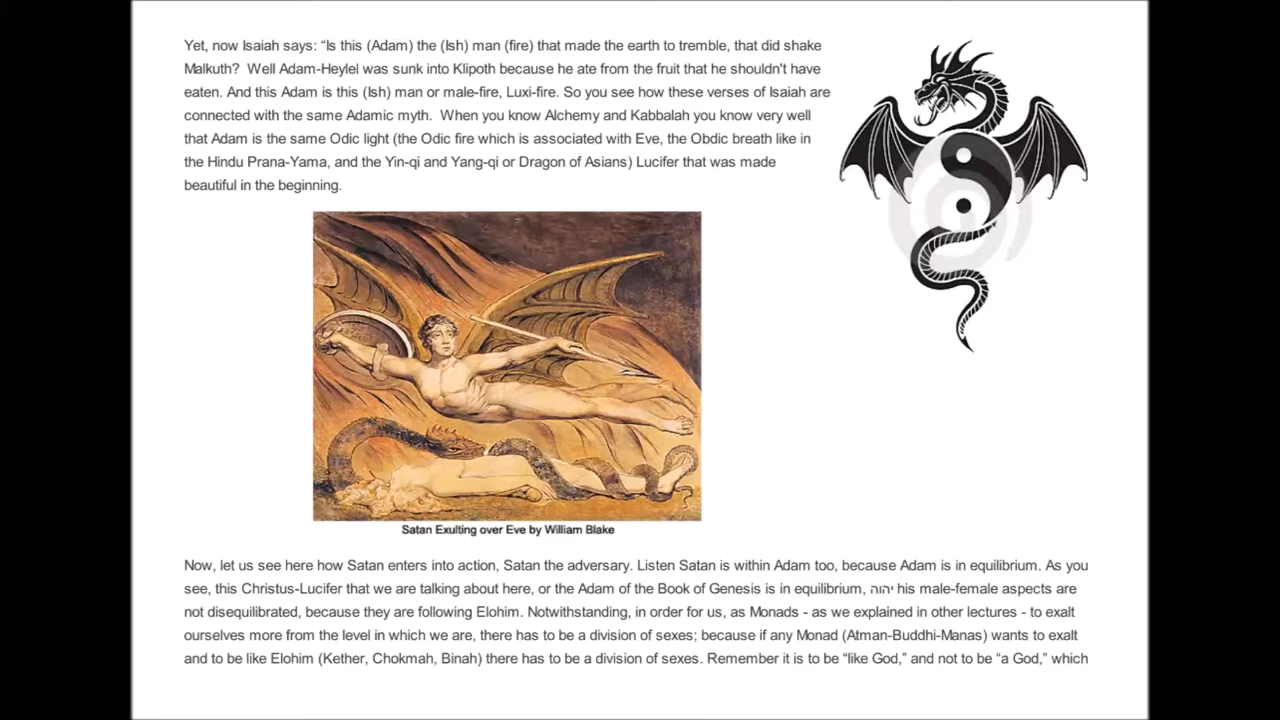 Yet, now Isaiah says: “Is this (Adam) the (Ish) man (fire) that made the earth to tremble, that did shake
Malkuth?  Well Adam-Heylel was sunk into Klipoth because he ate from the fruit that he shouldn't have
eaten. And this Adam is this (Ish) man or male-fire, Luxi-fire. So you see how these verses of Isaiah are
connected with the same Adamic myth.  When you know Alchemy and Kabbalah you know very well
that Adam is the same Odic light (the Odic fire which is associated with Eve, the Obdic breath like in
the Hindu Prana-Yama, and the Yin-qi and Yang-qi or Dragon of Asians) Lucifer that was made
beautiful in the beginning.
Satan Exulting over Eve by William Blake
Now, let us see here how Satan enters into action, Satan the adversary. Listen Satan is within Adam too, because Adam is in equilibrium. As you
see, this Christus-Lucifer that we are talking about here, or the Adam of the Book of Genesis is in equilibrium, יהוה his male-female aspects are
not disequilibrated, because they are following Elohim. Notwithstanding, in order for us, as Monads - as we explained in other lectures - to exalt
ourselves more from the level in which we are, there has to be a division of sexes; because if any Monad (Atman-Buddhi-Manas) wants to exalt
and to be like Elohim (Kether, Chokmah, Binah) there has to be a division of sexes. Remember it is to be “like God,” and not to be “a God,” which